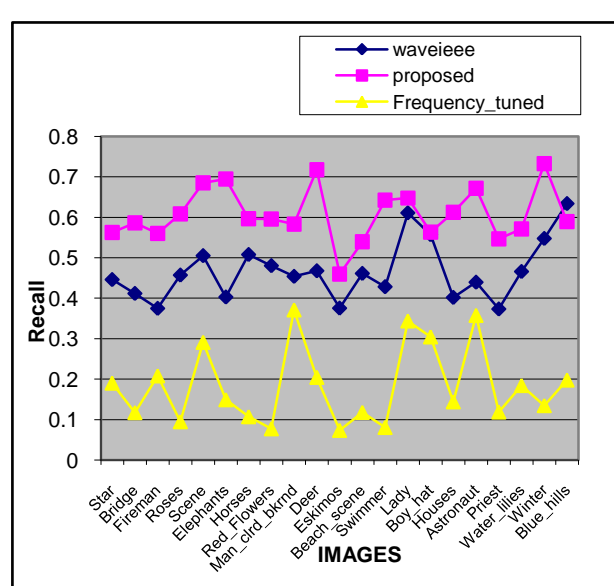 waveieee
proposed
Frequency_tuned
0.8
0.7
0.6
0.5
0.4
0.3
0.2
0.1
0
Recall
Star
Bridge
Fireman
Roses
Scene
Elephants
Horses
Red_Flowers
Man_clrd_bkrnd
Deer
Eskimos
Beach_scene
Swimmer
Lady
Boy_hat
Houses
Astronaut
Priest
Water_lilies
Winter
Blue_hills
IMAGES